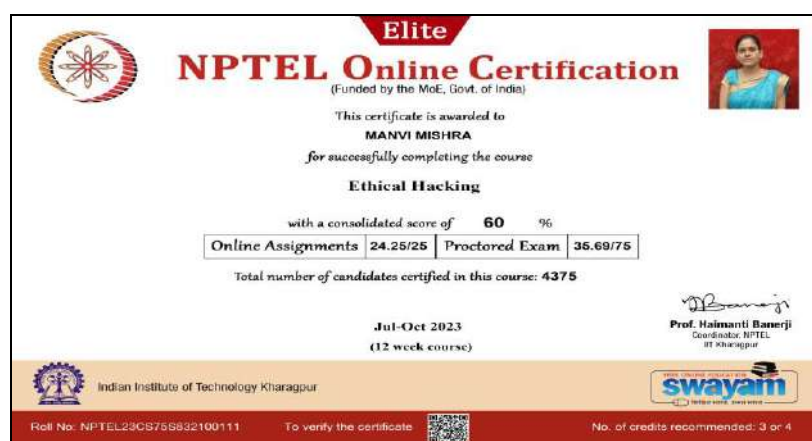 Elite
NPTEL Online Certification
(Funded by the MoE, Govt. of India)
This certificate is awarded to
MANVI MISHRA
for successfully completing the course
Ethical Hacking
with a consolidated score of 60 %
Online Assignments 24.25/25 Proctored Exam 35.69/75
Total number of candidates certified in this course: 4375
Jul-Oct 2023
(12 week course)
Prof. Haimanti Banerji
Coordinator, NPTEL
IIT Kharagpur
Indian Institute of Technology Kharagpur
FREE ONLINE EDUCATION
swayam
Roll No: NPTEL23CS75S832100111 To verify the certificate No. of credits recommended: 3 or 4